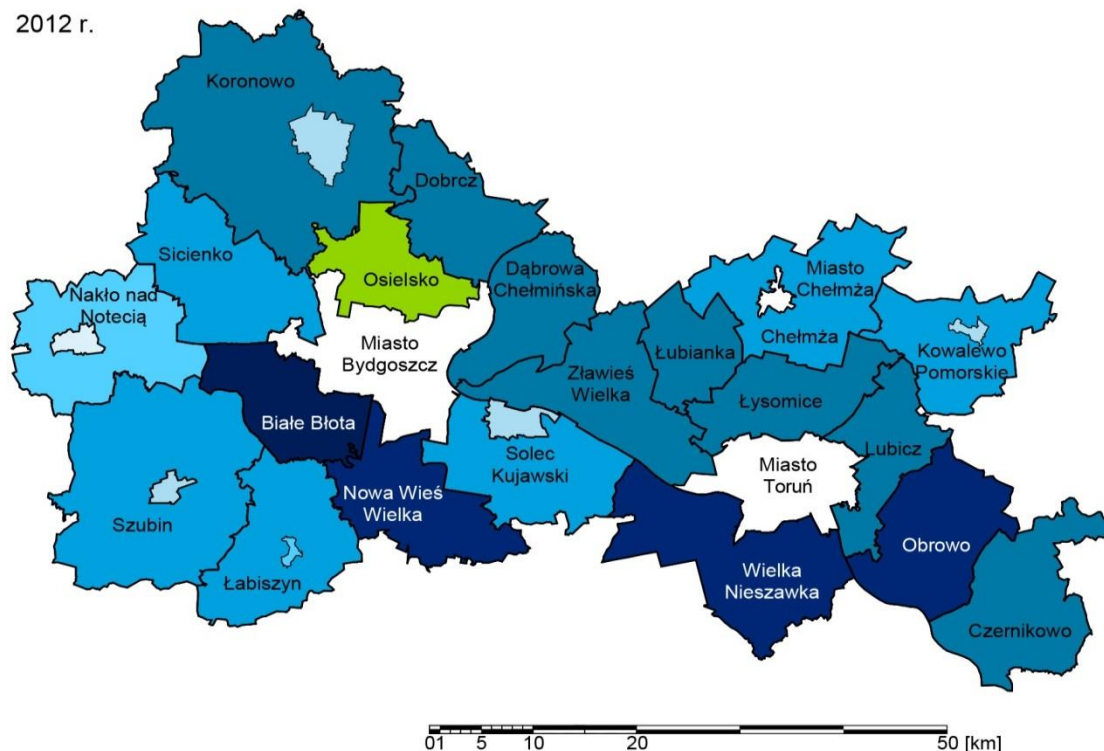 2012 r.
Koronowo
Dobrcz
Sicienko
Osielsko
Dąbrowa
Chełmińska
Miasto
Chełmża
Nakło nad
Notecią
Miasto
Bydgoszcz
Łubianka
Chełmża
Kowalewo
Pomorskie
Zławieś
Wielka
Łysomice
Białe Błota
Solec
Kujawski
Miasto
Toruń
Lubicz
Nowa Wieś
Wielka
Szubin
Obrowo
Łabiszyn
Wielka
Nieszawka
Czernikowo
01 5 10 20 50 [km]